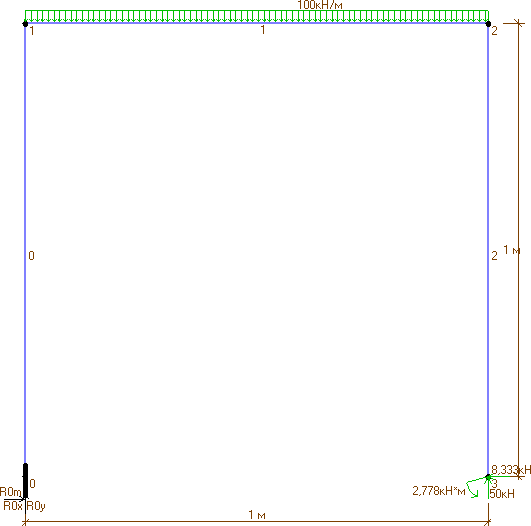 100кН/м
1
1
2
0
2
1 м
8,333кН
0
3
R0m
2,778кН*м
50кН
R0x
R0y
1 м